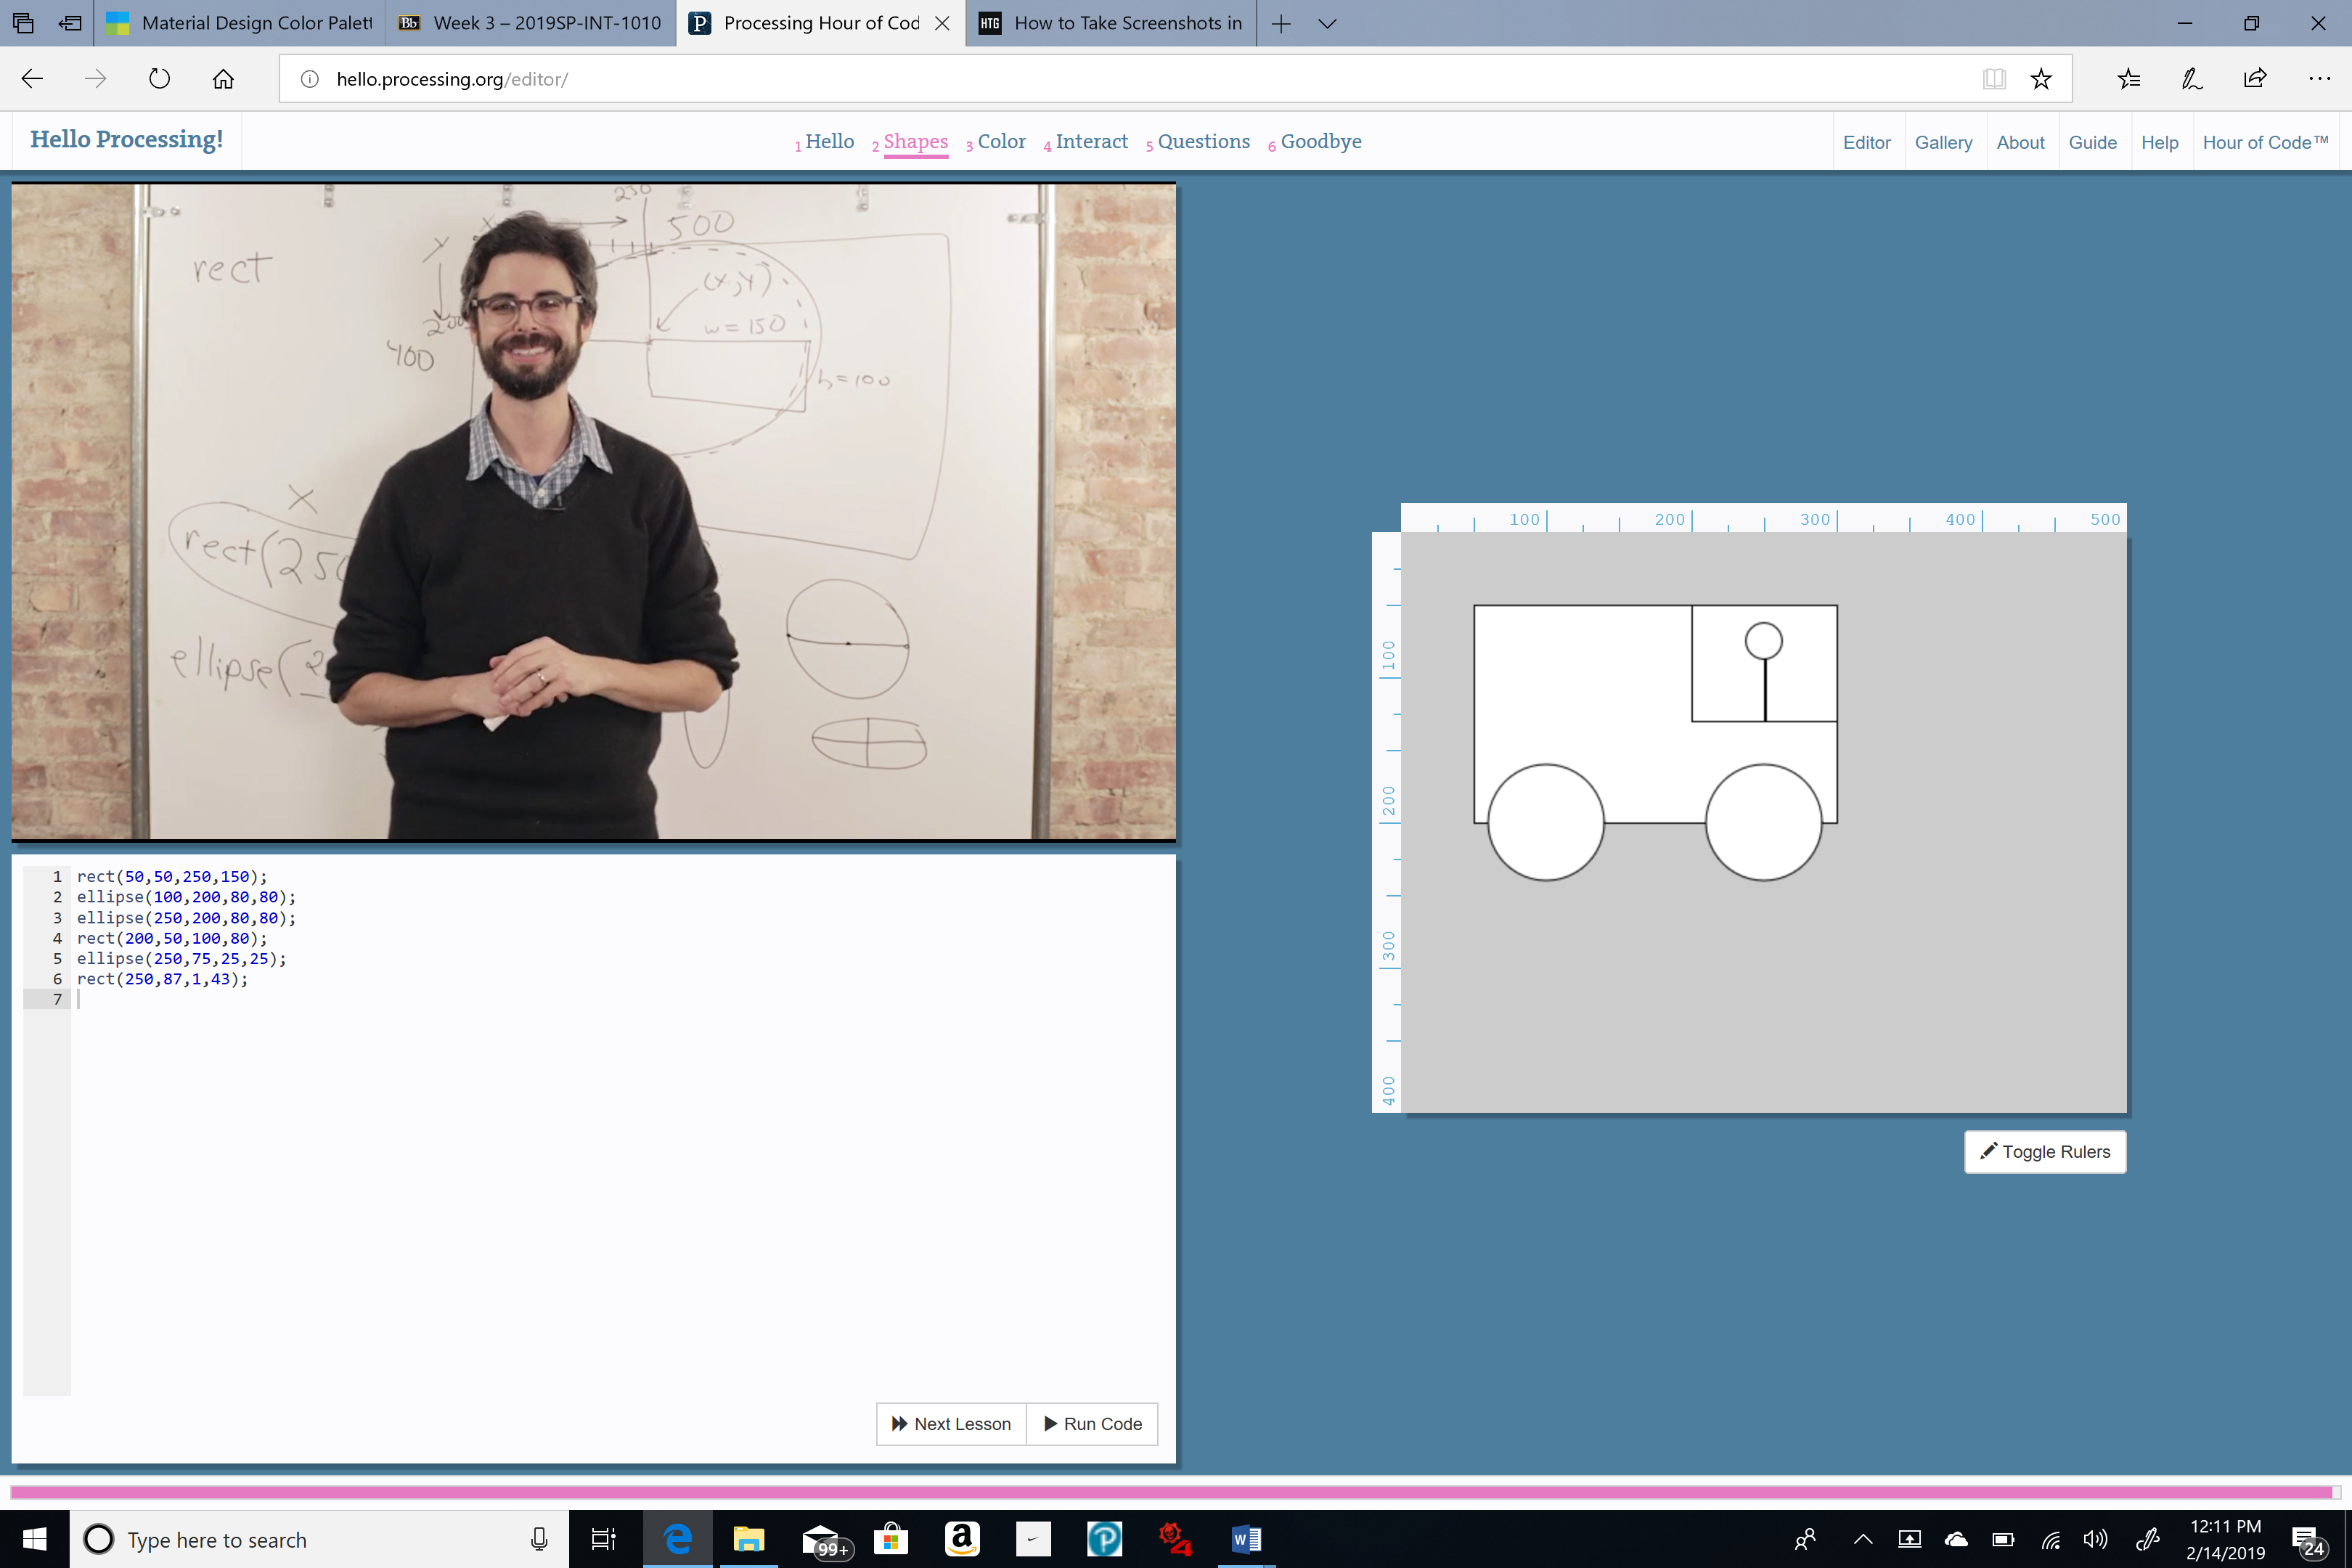 Material Design Color Palett
Bb Week 3 – 2019SP-INT-1010
P Processing Hour of Cod
HTG How to Take Screenshots in
hello.processing.org/editor/
Hello Processing!
1 Hello 2 Shapes 3 Color 4 Interact 5 Questions 6 Goodbye
Editor Gallery About Guide Help Hour of Code™
230
X
500
Y
rect
(X,Y)
200
w = 150
400
h = 100
X
rect(250
ellipse(2
100 200 300 400 500
100
200
300
400
Toggle Rulers
1 rect(50,50,250,150);
2 ellipse(100,200,80,80);
3 ellipse(250,200,80,80);
4 rect(200,50,100,80);
5 ellipse(250,75,25,25);
6 rect(250,87,1,43);
7
Next Lesson Run Code
Type here to search
99+
a
4
W
12:11 PM
2/14/2019
24